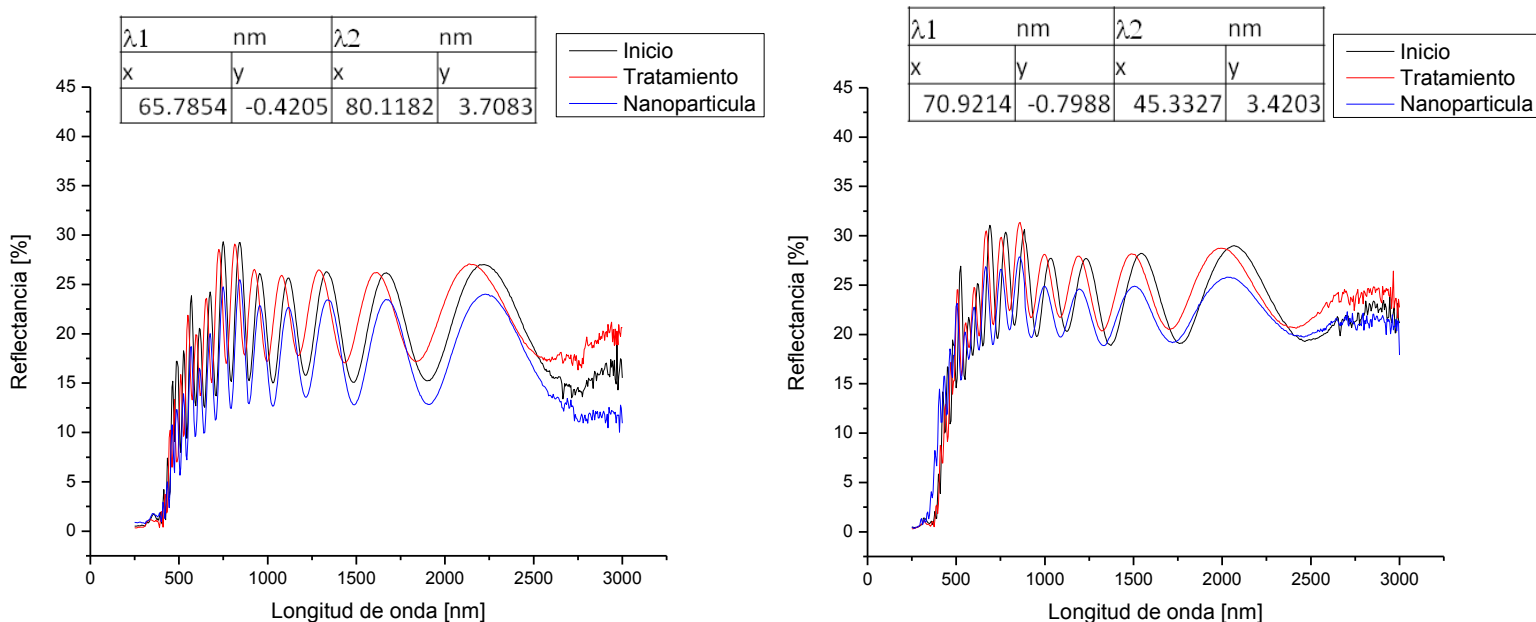 λ1 nm λ2 nm
x y x y
65.7854 -0.4205 80.1182 3.7083
Inicio
Tratamiento
Nanoparticula
45
40
35
30
25
20
15
10
5
0
Reflectancia [%]
0 500 1000 1500 2000 2500 3000
Longitud de onda [nm]
λ1 nm λ2 nm
x y x y
70.9214 -0.7988 45.3327 3.4203
Inicio
Tratamiento
Nanoparticula
45
40
35
30
25
20
15
10
5
0
Reflectancia [%]
0 500 1000 1500 2000 2500 3000
Longitud de onda [nm]